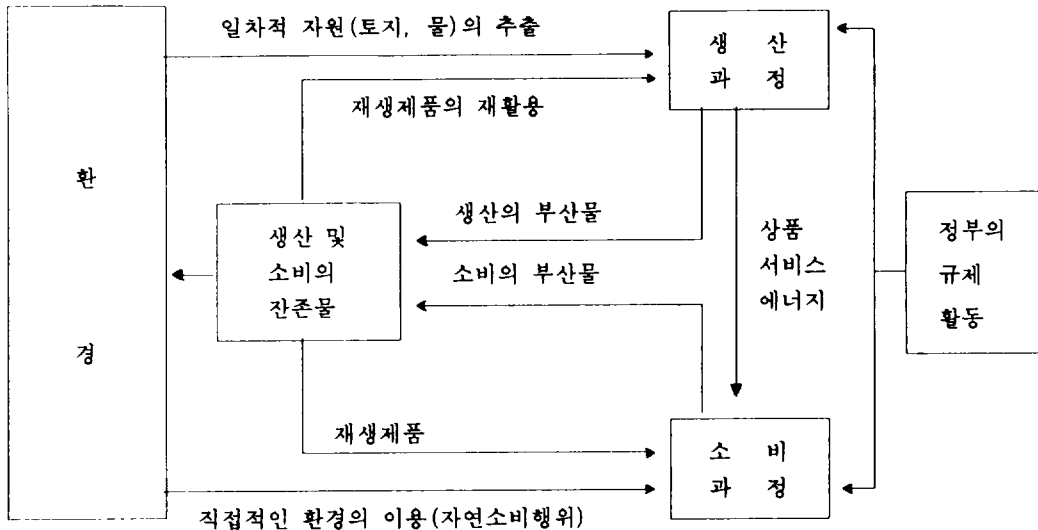 일차적 자원(토지, 물)의 추출
생 산
과 정
재생제품의 재활용
환
경
생산 및
소비의
잔존물
생산의 부산물
소비의 부산물
상품
서비스
에너지
정부의
규제
활동
재생제품
소 비
과 정
직접적인 환경의 이용(자연소비행위)